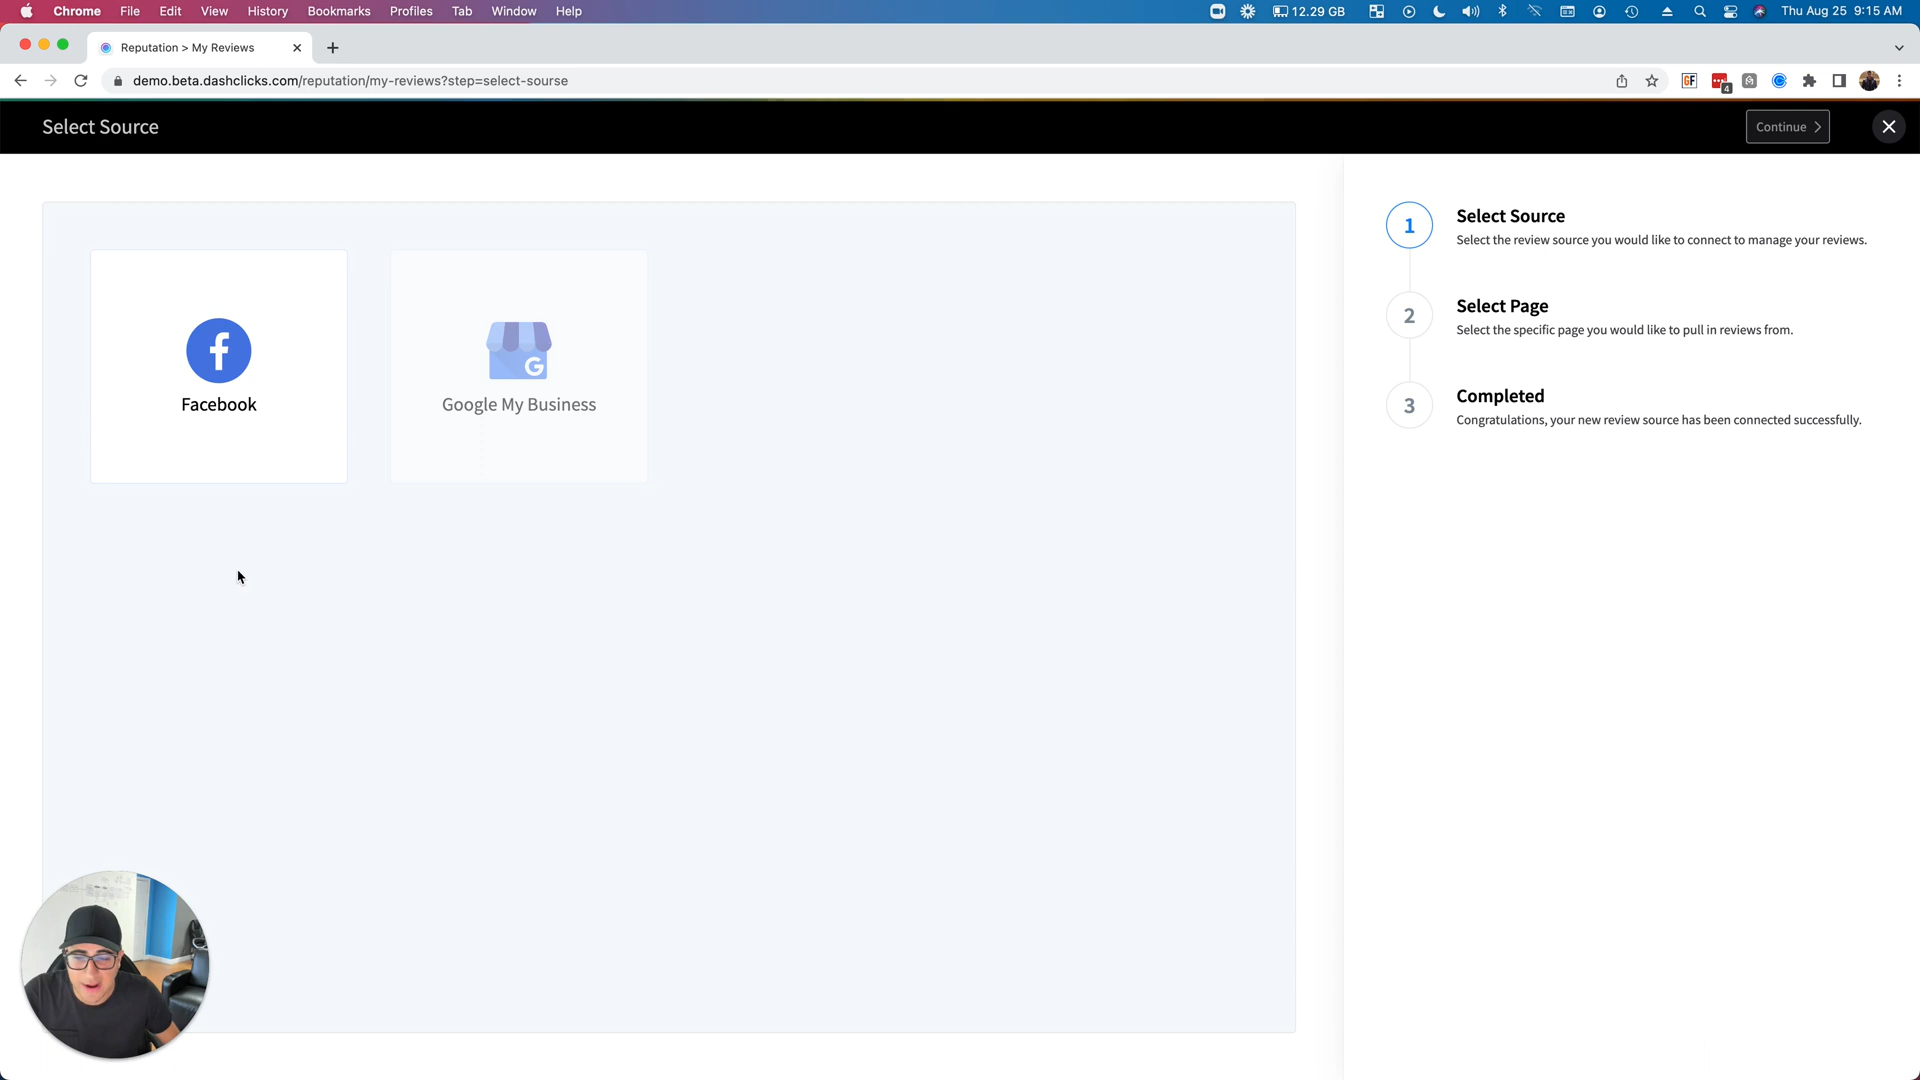 Chrome File Edit View History Bookmarks Profiles Tab Window Help 12.29 GB Thu Aug 25 9:15 AM
Reputation > My Reviews
demo.beta.dashclicks.com/reputation/my-reviews?step=select-sourse
GF
4
Select Source
Continue
1
Select Source
Select the review source you would like to connect to manage your reviews.
2
Select Page
Select the specific page you would like to pull in reviews from.
3
Completed
Congratulations, your new review source has been connected successfully.
Facebook
G
Google My Business